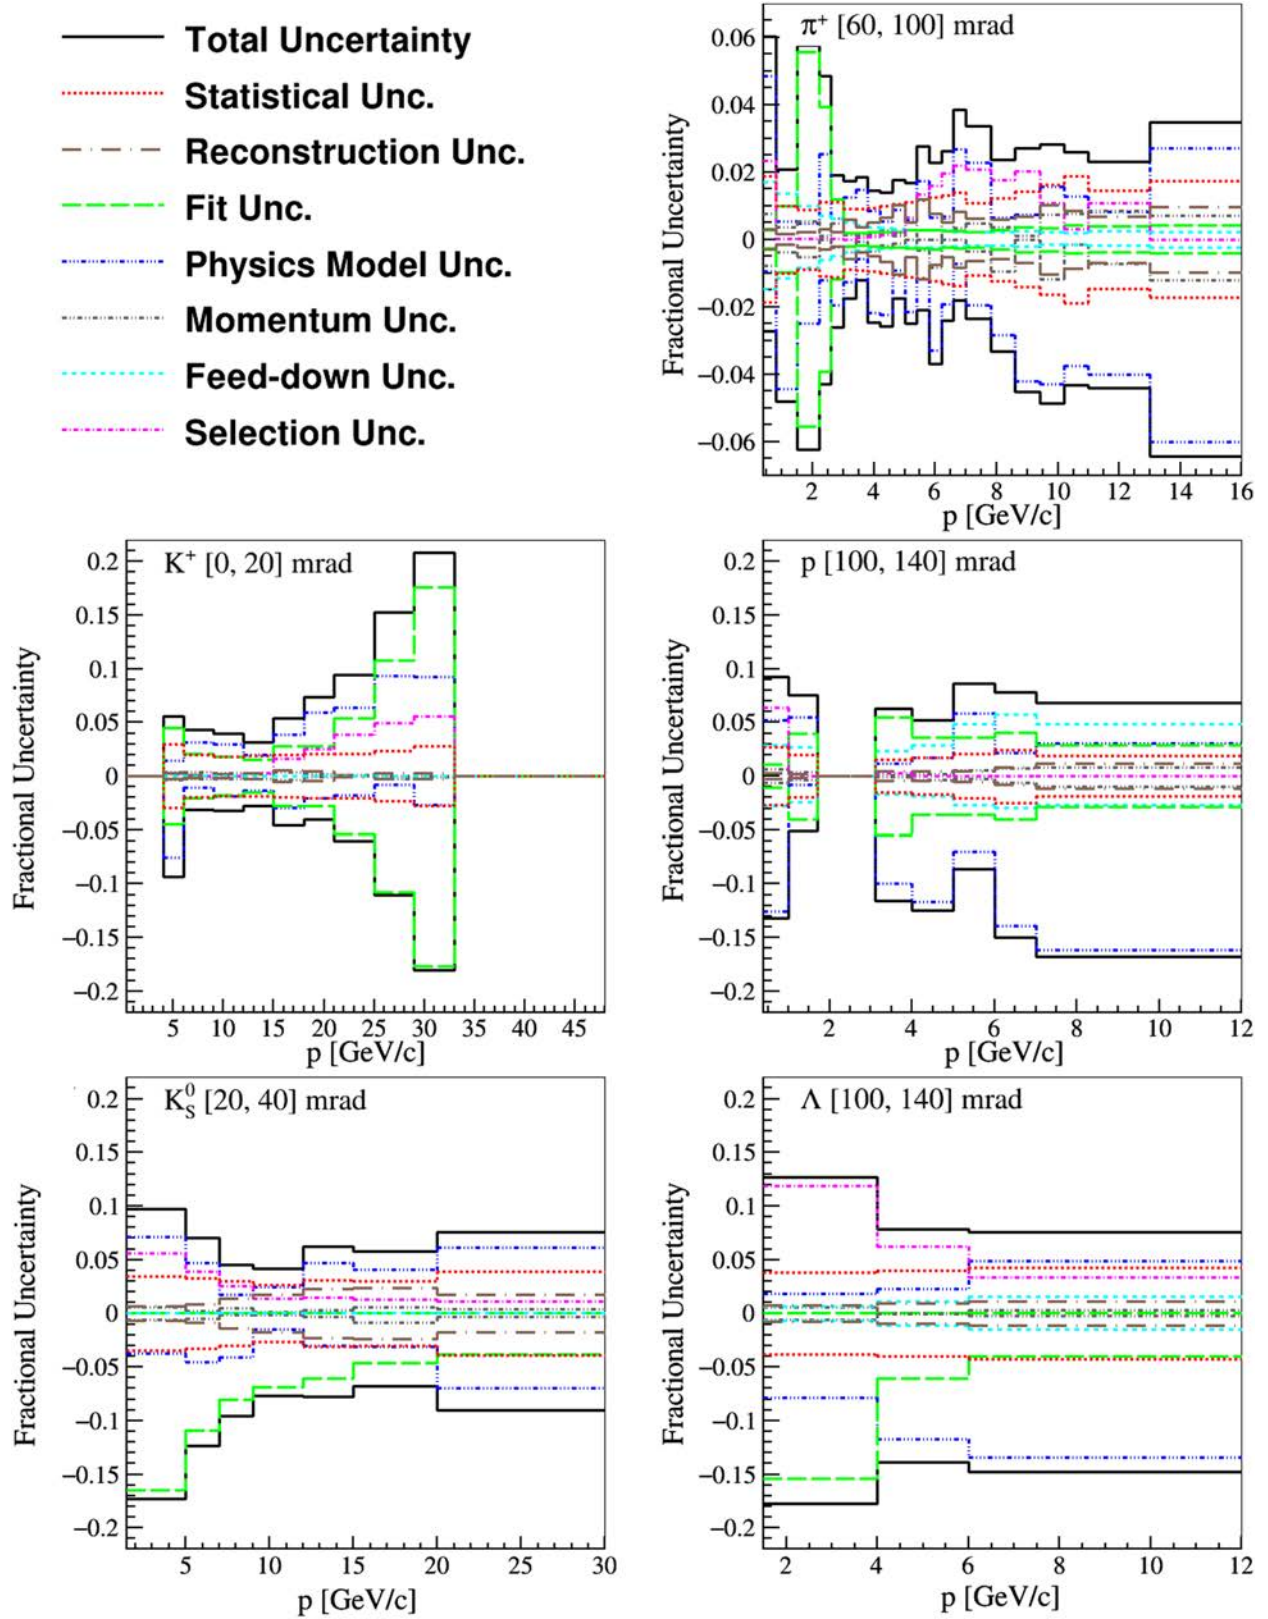 Total Uncertainty
Statistical Unc.
Reconstruction Unc.
Fit Unc.
Physics Model Unc.
Momentum Unc.
Feed-down Unc.
Selection Unc.
π⁺ [60, 100] mrad
Fractional Uncertainty
0.06
0.04
0.02
0
−0.02
−0.04
−0.06
2 4 6 8 10 12 14 16
p [GeV/c]
K⁺ [0, 20] mrad
Fractional Uncertainty
0.2
0.15
0.1
0.05
0
−0.05
−0.1
−0.15
−0.2
5 10 15 20 25 30 35 40 45
p [GeV/c]
p [100, 140] mrad
Fractional Uncertainty
0.2
0.15
0.1
0.05
0
−0.05
−0.1
−0.15
−0.2
2 4 6 8 10 12
p [GeV/c]
K⁰S [20, 40] mrad
Fractional Uncertainty
0.2
0.15
0.1
0.05
0
−0.05
−0.1
−0.15
−0.2
5 10 15 20 25 30
p [GeV/c]
Λ [100, 140] mrad
Fractional Uncertainty
0.2
0.15
0.1
0.05
0
−0.05
−0.1
−0.15
−0.2
2 4 6 8 10 12
p [GeV/c]